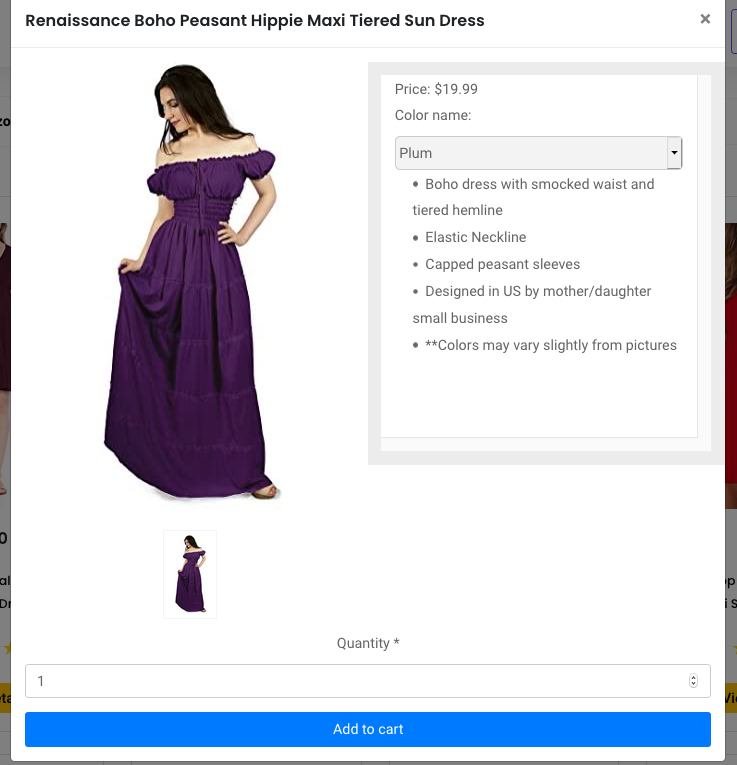 Renaissance Boho Peasant Hippie Maxi Tiered Sun Dress
×
Price: $19.99
Color name:
Plum
• Boho dress with smocked waist and
tiered hemline
• Elastic Neckline
• Capped peasant sleeves
• Designed in US by mother/daughter
small business
• **Colors may vary slightly from pictures
Quantity *
1
Add to cart